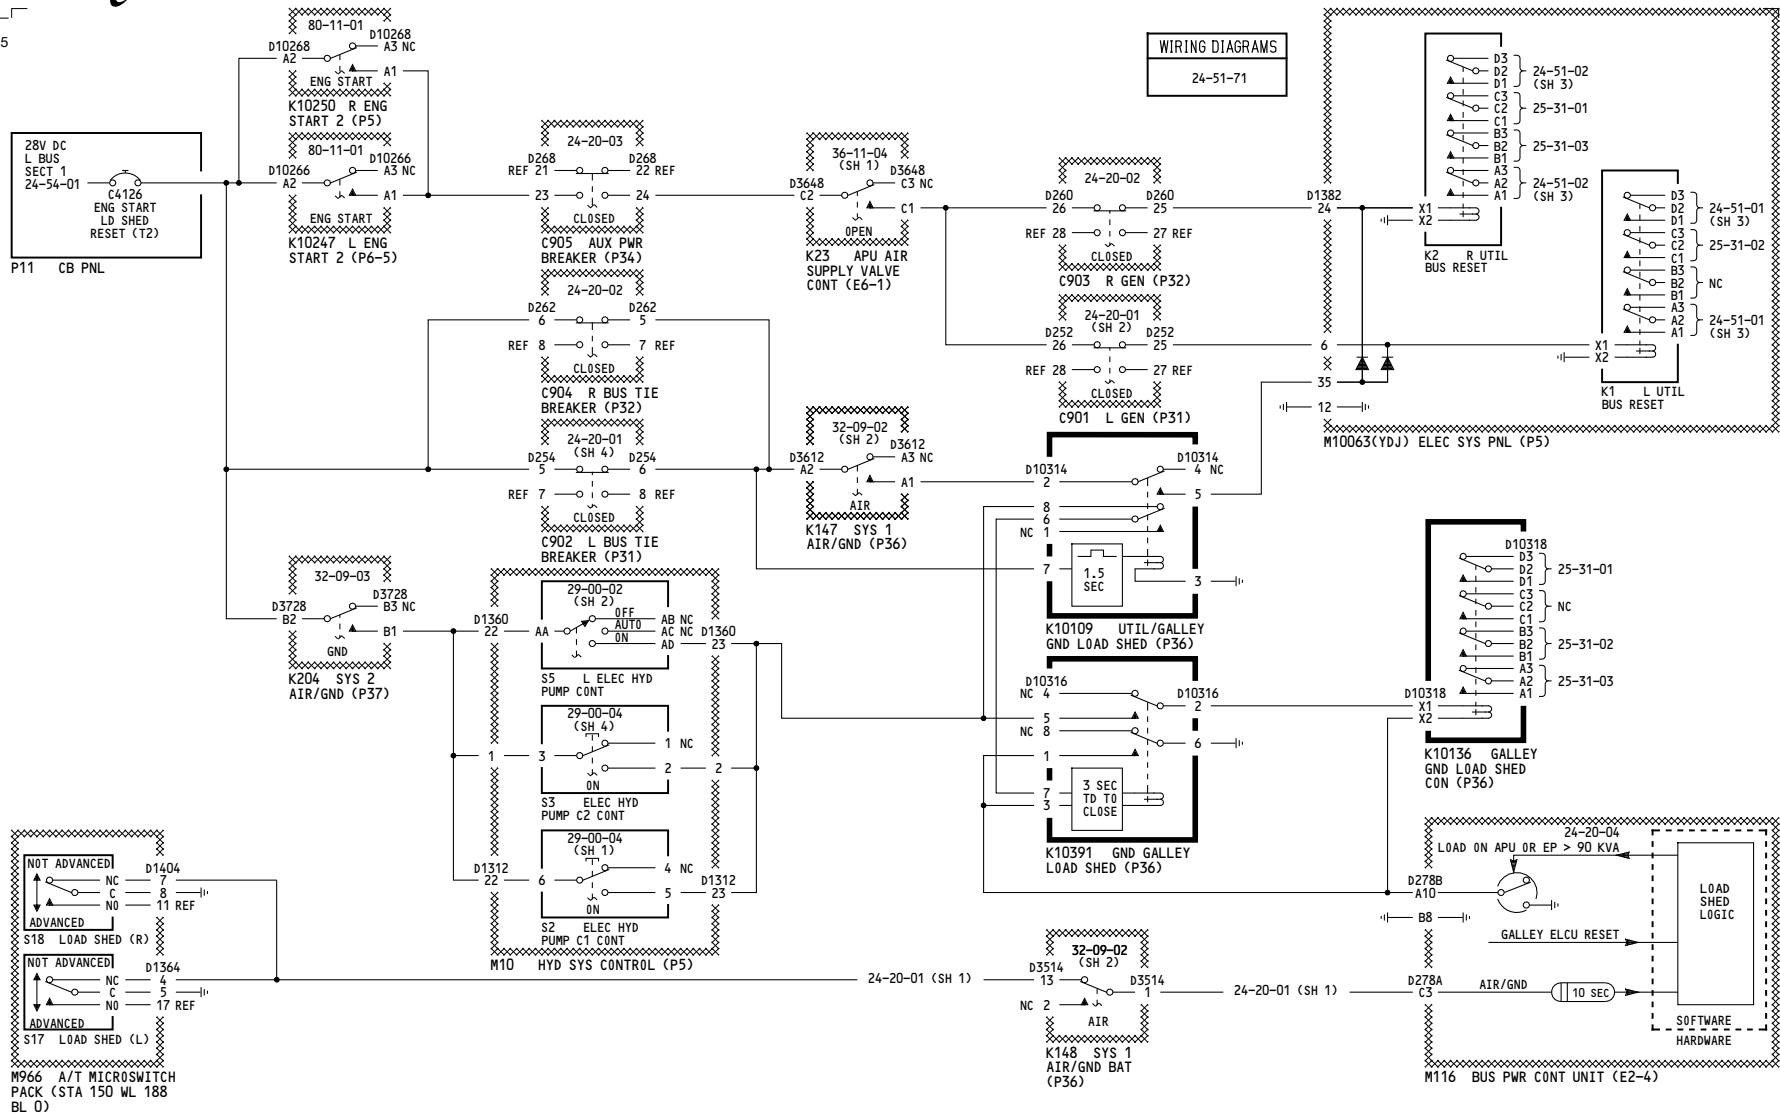 5
80-11-01
D10268
A2
D10268
A3 NC
A1
ENG START
K10250 R ENG
START 2 (P5)
80-11-01
D10266
A2
D10266
A3 NC
A1
ENG START
K10247 L ENG
START 2 (P6-5)
28V DC
L BUS
SECT 1
24-54-01
C4126
ENG START
LD SHED
RESET (T2)
P11 CB PNL
24-20-03
D268
REF 21
D268
22 REF
23
24
CLOSED
C905 AUX PWR
BREAKER (P34)
24-20-02
D262
6
D262
5
REF 8
7 REF
CLOSED
C904 R BUS TIE
BREAKER (P32)
24-20-01
(SH 4)
D254
5
D254
6
REF 7
8 REF
CLOSED
C902 L BUS TIE
BREAKER (P31)
36-11-04
(SH 1)
D3648
C2
D3648
C3 NC
C1
OPEN
K23 APU AIR
SUPPLY VALVE
CONT (E6-1)
32-09-02
(SH 2)
D3612
A2
D3612
A3 NC
A1
AIR
K147 SYS 1
AIR/GND (P36)
WIRING DIAGRAMS
24-51-71
24-20-02
D260
26
D260
25
REF 28
27 REF
CLOSED
C903 R GEN (P32)
24-20-01
(SH 2)
D252
26
D252
25
REF 28
27 REF
CLOSED
C901 L GEN (P31)
D1382
24
6
35
12
D3
D2
D1
24-51-02
(SH 3)
C3
C2
C1
25-31-01
B3
B2
B1
25-31-03
A3
A2
A1
24-51-02
(SH 3)
X1
X2
K2 R UTIL
BUS RESET
D3
D2
D1
24-51-01
(SH 3)
C3
C2
C1
25-31-02
B3
B2
B1
NC
A3
A2
A1
24-51-01
(SH 3)
X1
X2
K1 L UTIL
BUS RESET
M10063(YDJ) ELEC SYS PNL (P5)
D10314
2
D10314
4 NC
5
8
6
NC 1
7
1.5
SEC
3
K10109 UTIL/GALLEY
GND LOAD SHED (P36)
D10316
NC 4
D10316
2
5
NC 8
6
1
7
3
3 SEC
TD TO
CLOSE
K10391 GND GALLEY
LOAD SHED (P36)
D10318
D3
D2
D1
25-31-01
C3
C2
C1
NC
B3
B2
B1
25-31-02
A3
A2
A1
25-31-03
D10318
X1
X2
K10136 GALLEY
GND LOAD SHED
CON (P36)
32-09-03
D3728
B2
D3728
B3 NC
B1
GND
K204 SYS 2
AIR/GND (P37)
29-00-02
(SH 2)
D1360
22
AA
OFF
AUTO
ON
AB NC
AC NC
AD
D1360
23
S5 L ELEC HYD
PUMP CONT
29-00-04
(SH 4)
1
3
1 NC
2
2
ON
S3 ELEC HYD
PUMP C2 CONT
29-00-04
(SH 1)
D1312
22
6
4 NC
5
D1312
23
ON
S2 ELEC HYD
PUMP C1 CONT
M10 HYD SYS CONTROL (P5)
NOT ADVANCED
NC
C
NO
D1404
7
8
11 REF
ADVANCED
S18 LOAD SHED (R)
NOT ADVANCED
NC
C
NO
D1364
4
5
17 REF
ADVANCED
S17 LOAD SHED (L)
M966 A/T MICROSWITCH
PACK (STA 150 WL 188
BL 0)
24-20-01 (SH 1)
32-09-02
(SH 2)
D3514
13
D3514
1
NC 2
AIR
K148 SYS 1
AIR/GND BAT
(P36)
24-20-01 (SH 1)
24-20-04
LOAD ON APU OR EP > 90 KVA
D278B
A10
B8
GALLEY ELCU RESET
D278A
C3
AIR/GND
10 SEC
LOAD
SHED
LOGIC
SOFTWARE
HARDWARE
M116 BUS PWR CONT UNIT (E2-4)